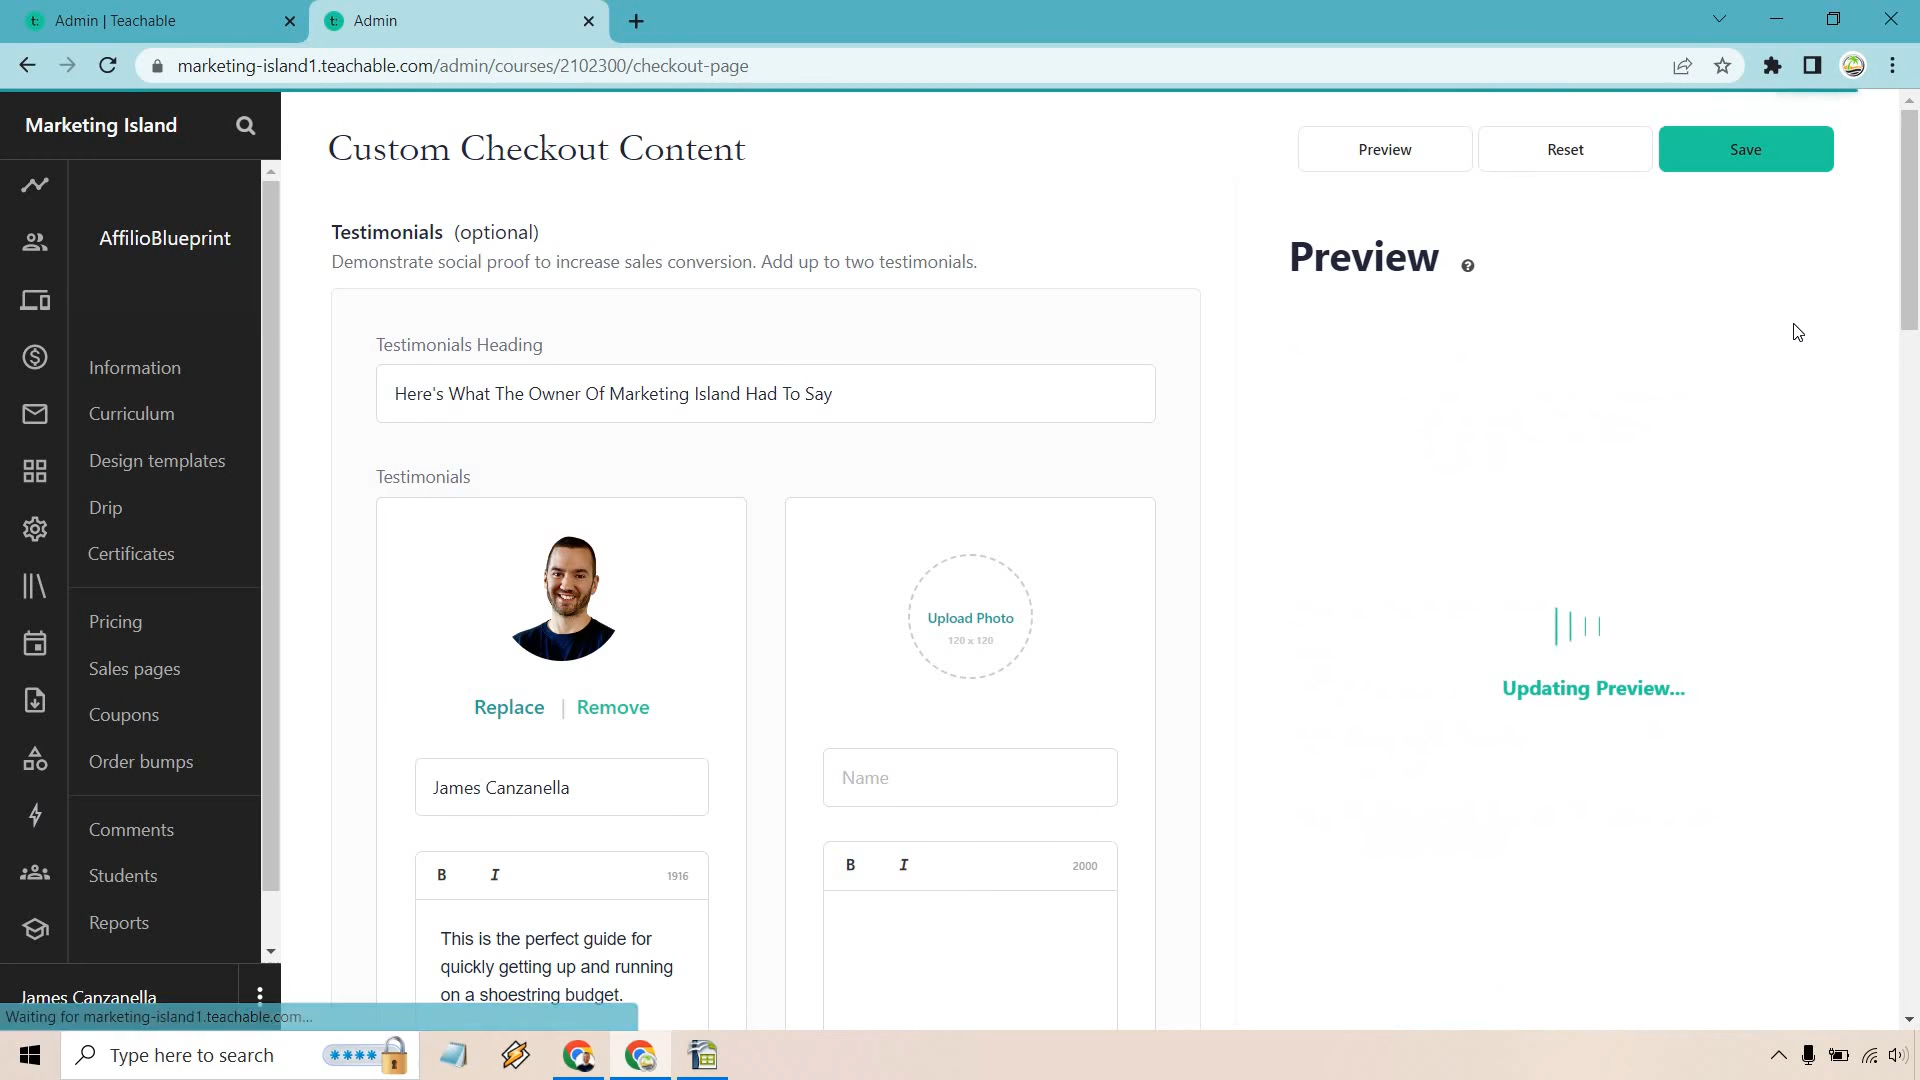 Admin | Teachable
Admin
marketing-island1.teachable.com/admin/courses/2102300/checkout-page
Marketing Island
AffilioBlueprint
Information
Curriculum
Design templates
Drip
Certificates
Pricing
Sales pages
Coupons
Order bumps
Comments
Students
Reports
James Canzanella
Waiting for marketing-island1.teachable.com...
Custom Checkout Content
Preview
Reset
Save
Testimonials (optional)
Demonstrate social proof to increase sales conversion. Add up to two testimonials.
Testimonials Heading
Here's What The Owner Of Marketing Island Had To Say
Testimonials
Replace | Remove
James Canzanella
B I 1916
This is the perfect guide for
quickly getting up and running
on a shoestring budget.
Upload Photo
120 x 120
Name
B I 2000
Preview ?
Updating Preview...
Type here to search